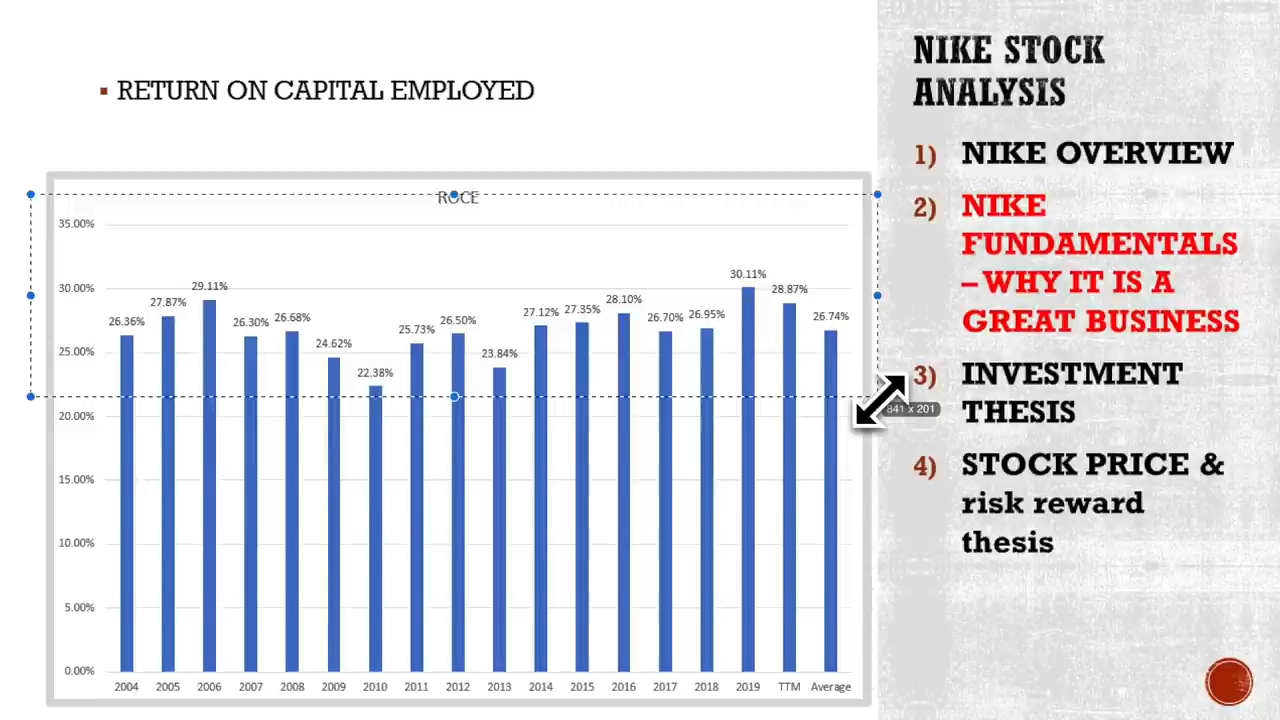 ▪ RETURN ON CAPITAL EMPLOYED
ROCE
35.00%
30.00%
25.00%
20.00%
15.00%
10.00%
5.00%
0.00%
26.36% 27.87% 29.11% 26.30% 26.68% 24.62% 22.38% 25.73% 26.50% 23.84% 27.12% 27.35% 28.10% 26.70% 26.95% 30.11% 28.87% 26.74%
2004 2005 2006 2007 2008 2009 2010 2011 2012 2013 2014 2015 2016 2017 2018 2019 TTM Average
841 x 201
NIKE STOCK
ANALYSIS
1) NIKE OVERVIEW
2) NIKE
FUNDAMENTALS
– WHY IT IS A
GREAT BUSINESS
3) INVESTMENT
THESIS
4) STOCK PRICE &
risk reward
thesis